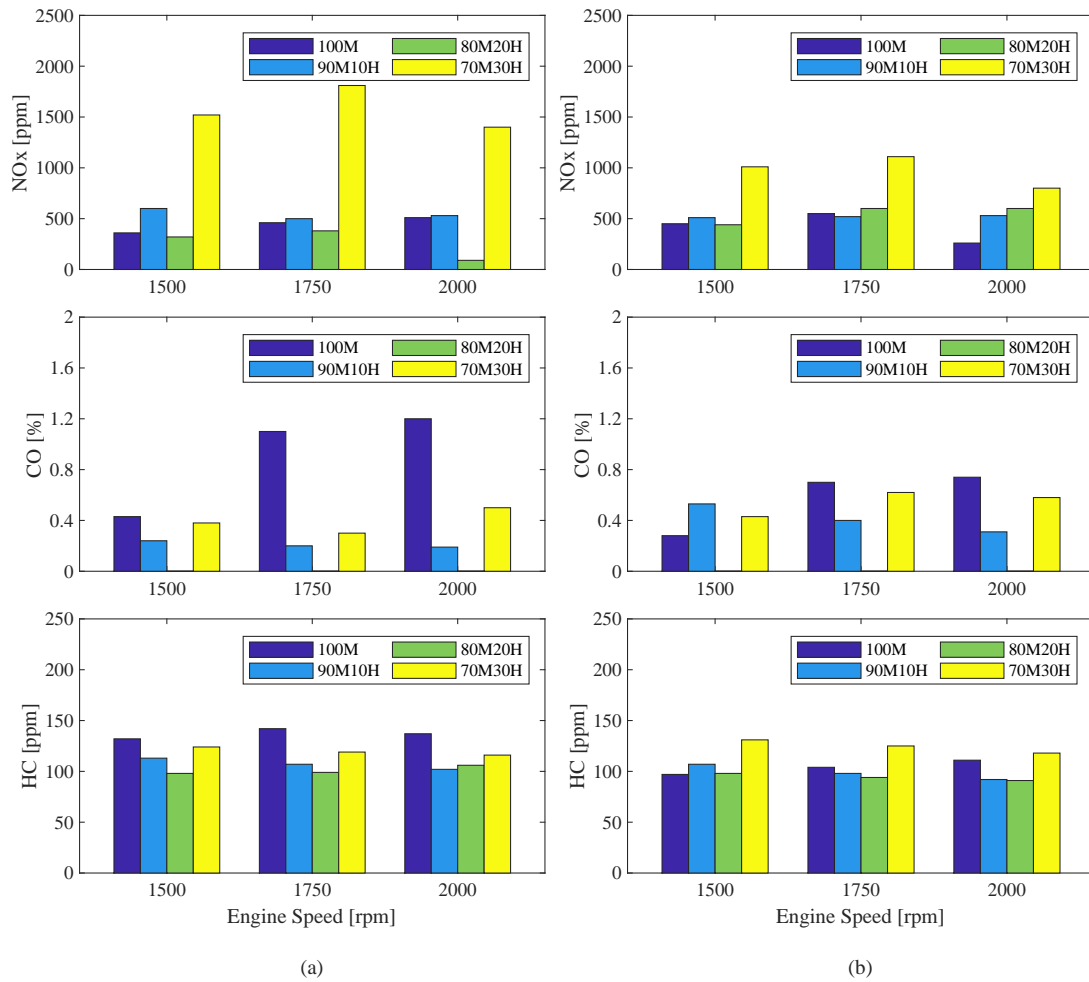 2500
2000
1500
1000
500
0
NOx [ppm]
100M 80M20H
90M10H 70M30H
1500 1750 2000
2500
2000
1500
1000
500
0
NOx [ppm]
100M 80M20H
90M10H 70M30H
1500 1750 2000
2
1.6
1.2
0.8
0.4
0
CO [%]
100M 80M20H
90M10H 70M30H
1500 1750 2000
2
1.6
1.2
0.8
0.4
0
CO [%]
100M 80M20H
90M10H 70M30H
1500 1750 2000
250
200
150
100
50
0
HC [ppm]
100M 80M20H
90M10H 70M30H
1500 1750 2000
Engine Speed [rpm]
250
200
150
100
50
0
HC [ppm]
100M 80M20H
90M10H 70M30H
1500 1750 2000
Engine Speed [rpm]
(a) (b)